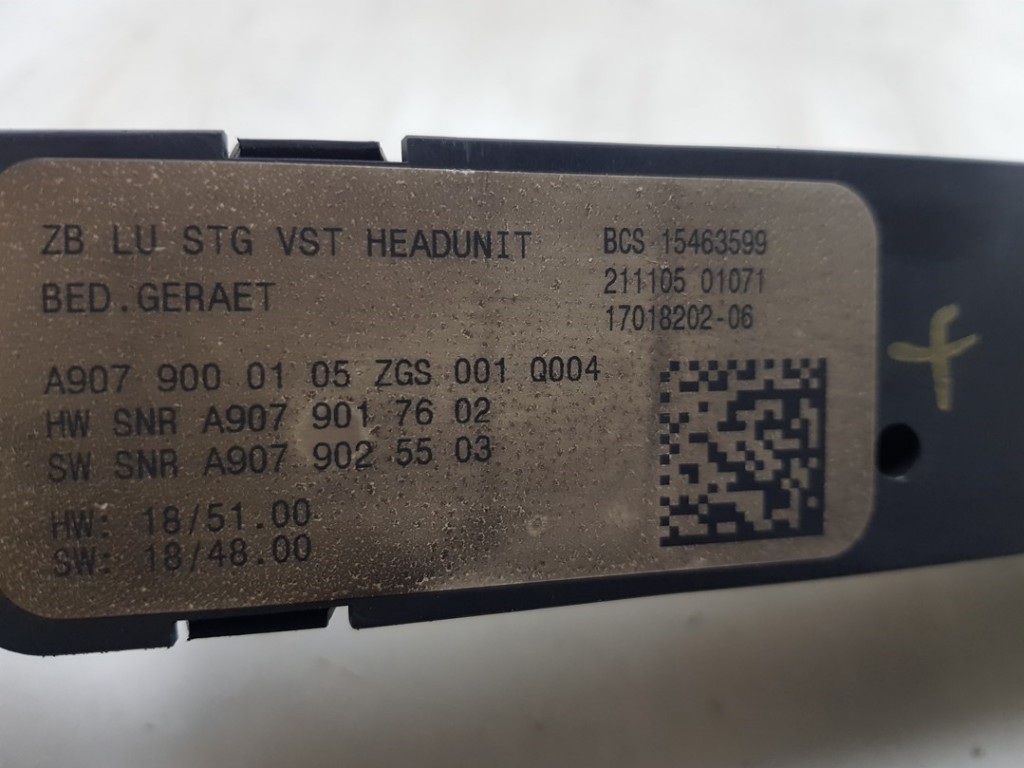 ZB LU STG VST HEADUNIT
BED.GERAET
A907 900 01 05 ZGS 001 Q004
HW SNR A907 901 76 02
SW SNR A907 902 55 03
HW: 18/51.00
SW: 18/48.00
BCS 15463599
211105 01071
17018202-06
f